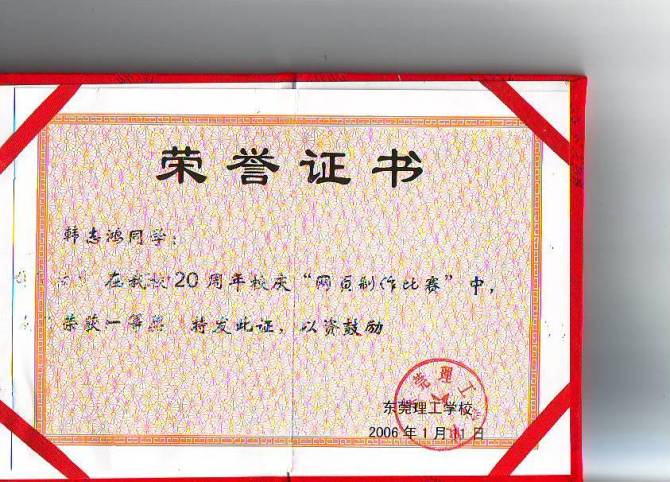 荣誉证书
韩志鸿同学：
在我校20周年校庆“网页制作比赛”中，
荣获一等奖 特发此证，以资鼓励
东莞理工学校
2006年1月11日